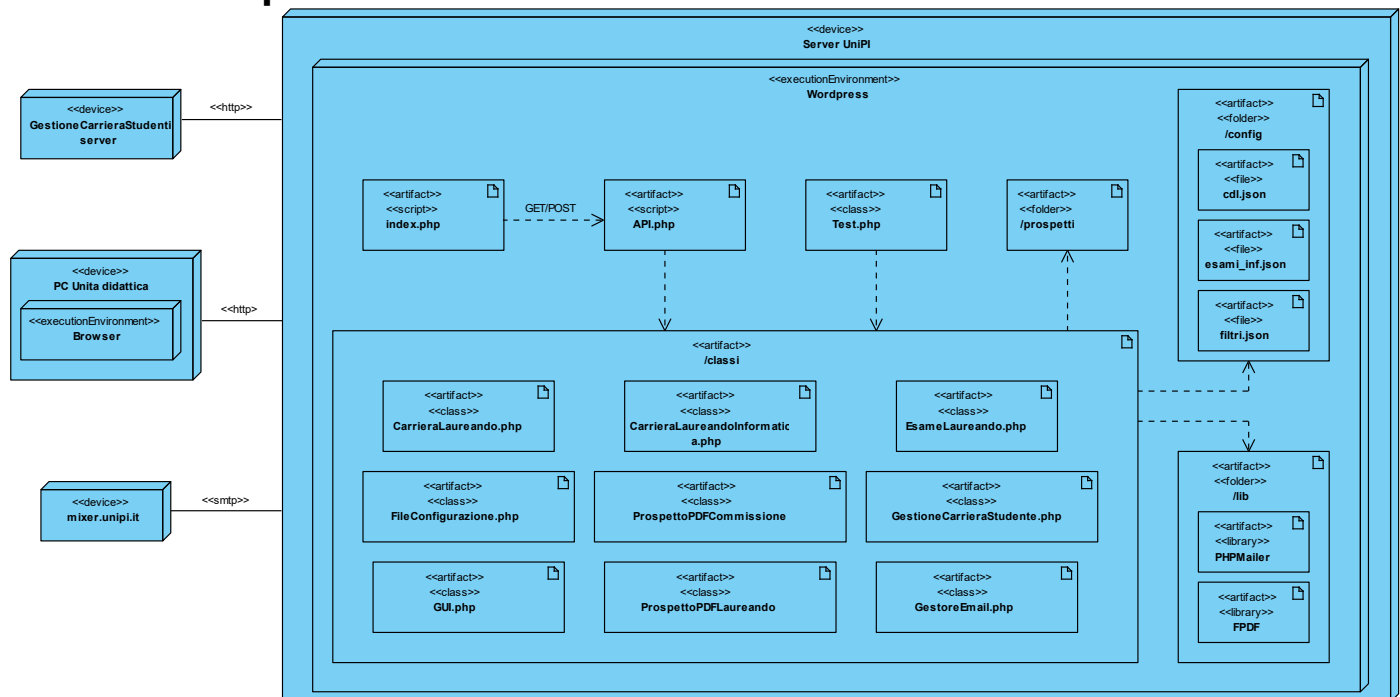 <<device>>
Server UniPI
<<executionEnvironment>>
Wordpress
<<device>>
GestioneCarrieraStudenti
server
<<http>>
<<device>>
PC Unita didattica
<<executionEnvironment>>
Browser
<<http>
<<device>>
mixer.unipi.it
<<smtp>>
<<artifact>>
<<script>>
index.php
GET/POST
<<artifact>>
<<script>>
API.php
<<artifact>>
<<class>>
Test.php
<<artifact>>
<<folder>>
/prospetti
<<artifact>>
<<folder>>
/config
<<artifact>>
<<file>>
cdl.json
<<artifact>>
<<file>>
esami_inf.json
<<artifact>>
<<file>>
filtri.json
<<artifact>>
/classi
<<artifact>>
<<class>>
CarrieraLaureando.php
<<artifact>>
<<class>>
CarrieraLaureandoInformatic
a.php
<<artifact>>
<<class>>
EsameLaureando.php
<<artifact>>
<<class>>
FileConfigurazione.php
<<artifact>>
<<class>>
ProspettoPDFCommissione
<<artifact>>
<<class>>
GestioneCarrieraStudente.php
<<artifact>>
<<class>>
GUI.php
<<artifact>>
<<class>>
ProspettoPDFLaureando
<<artifact>>
<<class>>
GestoreEmail.php
<<artifact>>
<<folder>>
/lib
<<artifact>>
<<library>>
PHPMailer
<<artifact>>
<<library>>
FPDF